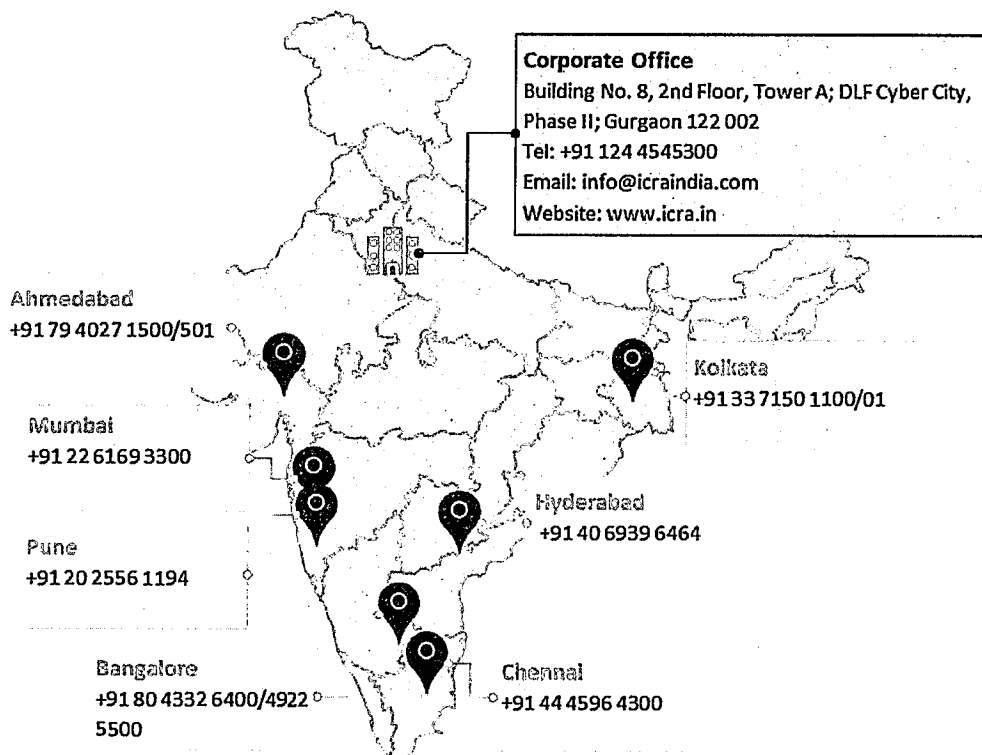 Corporate Office
Building No. 8, 2nd Floor, Tower A; DLF Cyber City,
Phase II; Gurgaon 122 002
Tel: +91 124 4545300
Email: info@icraindia.com
Website: www.icra.in
Ahmedabad
+91 79 4027 1500/501
Kolkata
+91 33 7150 1100/01
Mumbai
+91 22 6169 3300
Hyderabad
+91 40 6939 6464
Pune
+91 20 2556 1194
Bangalore
+91 80 4332 6400/4922
5500
Chennai
+91 44 4596 4300